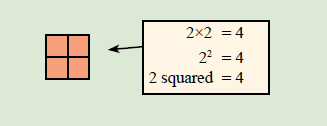 2×2 = 4
2² = 4
2 squared = 4